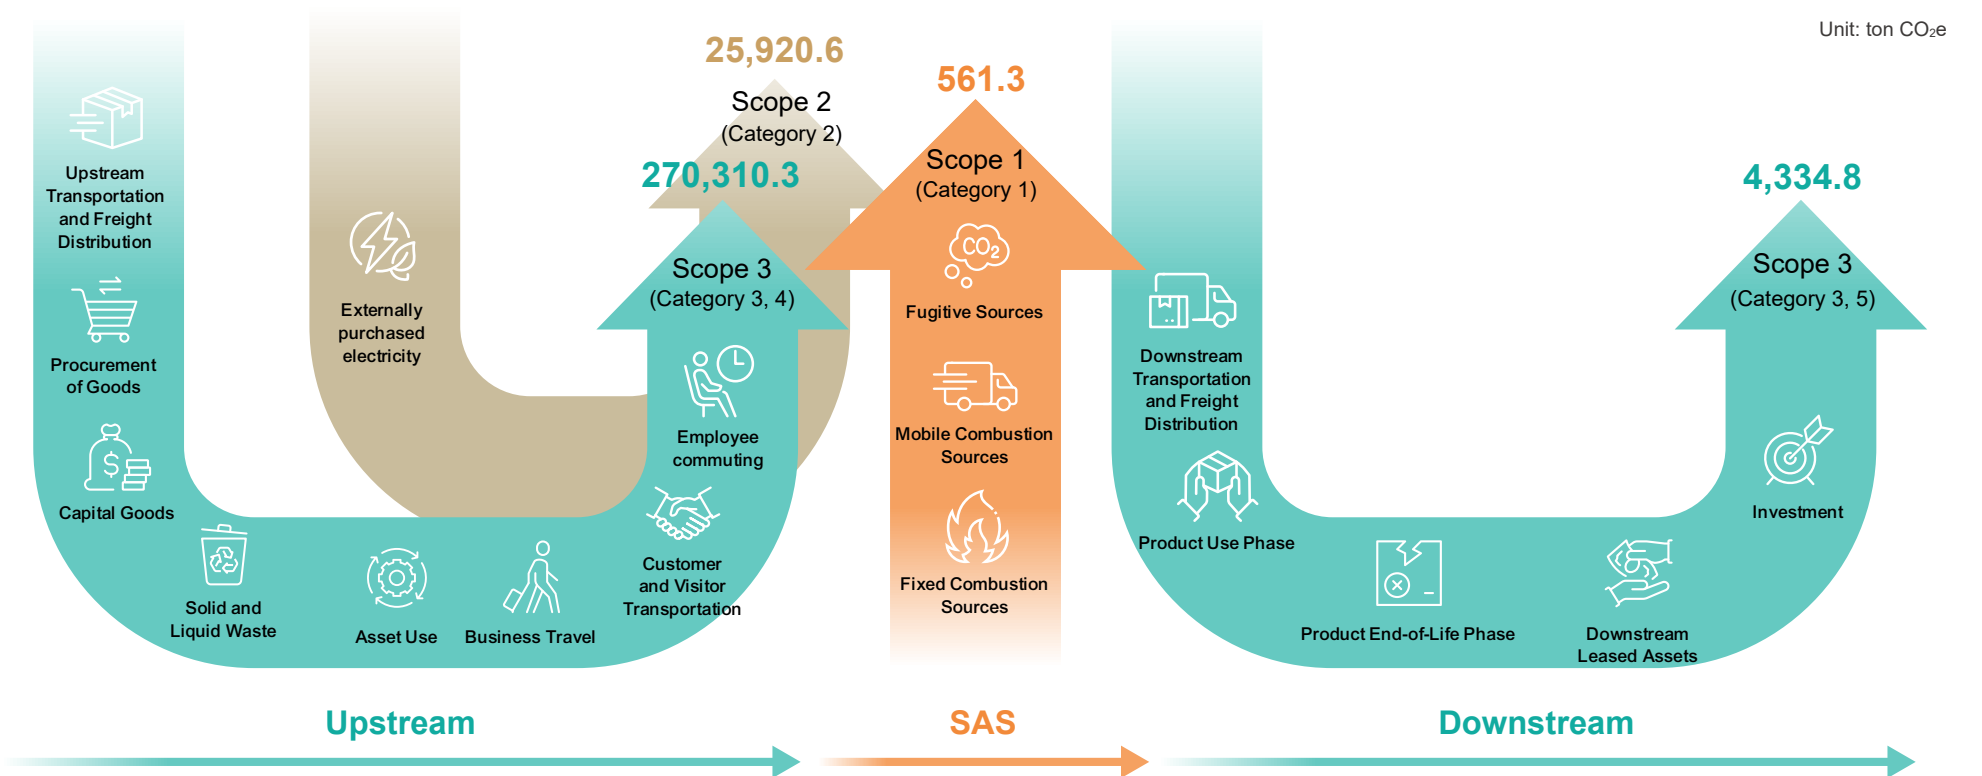 Unit: ton CO₂e
25,920.6
Scope 2
(Category 2)
270,310.3
Scope 3
(Category 3, 4)
Upstream
Transportation
and Freight
Distribution
Procurement
of Goods
$
Capital Goods
Solid and
Liquid Waste
Asset Use
Business Travel
Customer
and Visitor
Transportation
Employee
commuting
Externally
purchased
electricity
561.3
Scope 1
(Category 1)
CO₂
Fugitive Sources
Mobile Combustion
Sources
Fixed Combustion
Sources
Downstream
Transportation
and Freight
Distribution
Product Use Phase
Product End-of-Life Phase
Downstream
Leased Assets
Investment
4,334.8
Scope 3
(Category 3, 5)
Upstream
SAS
Downstream